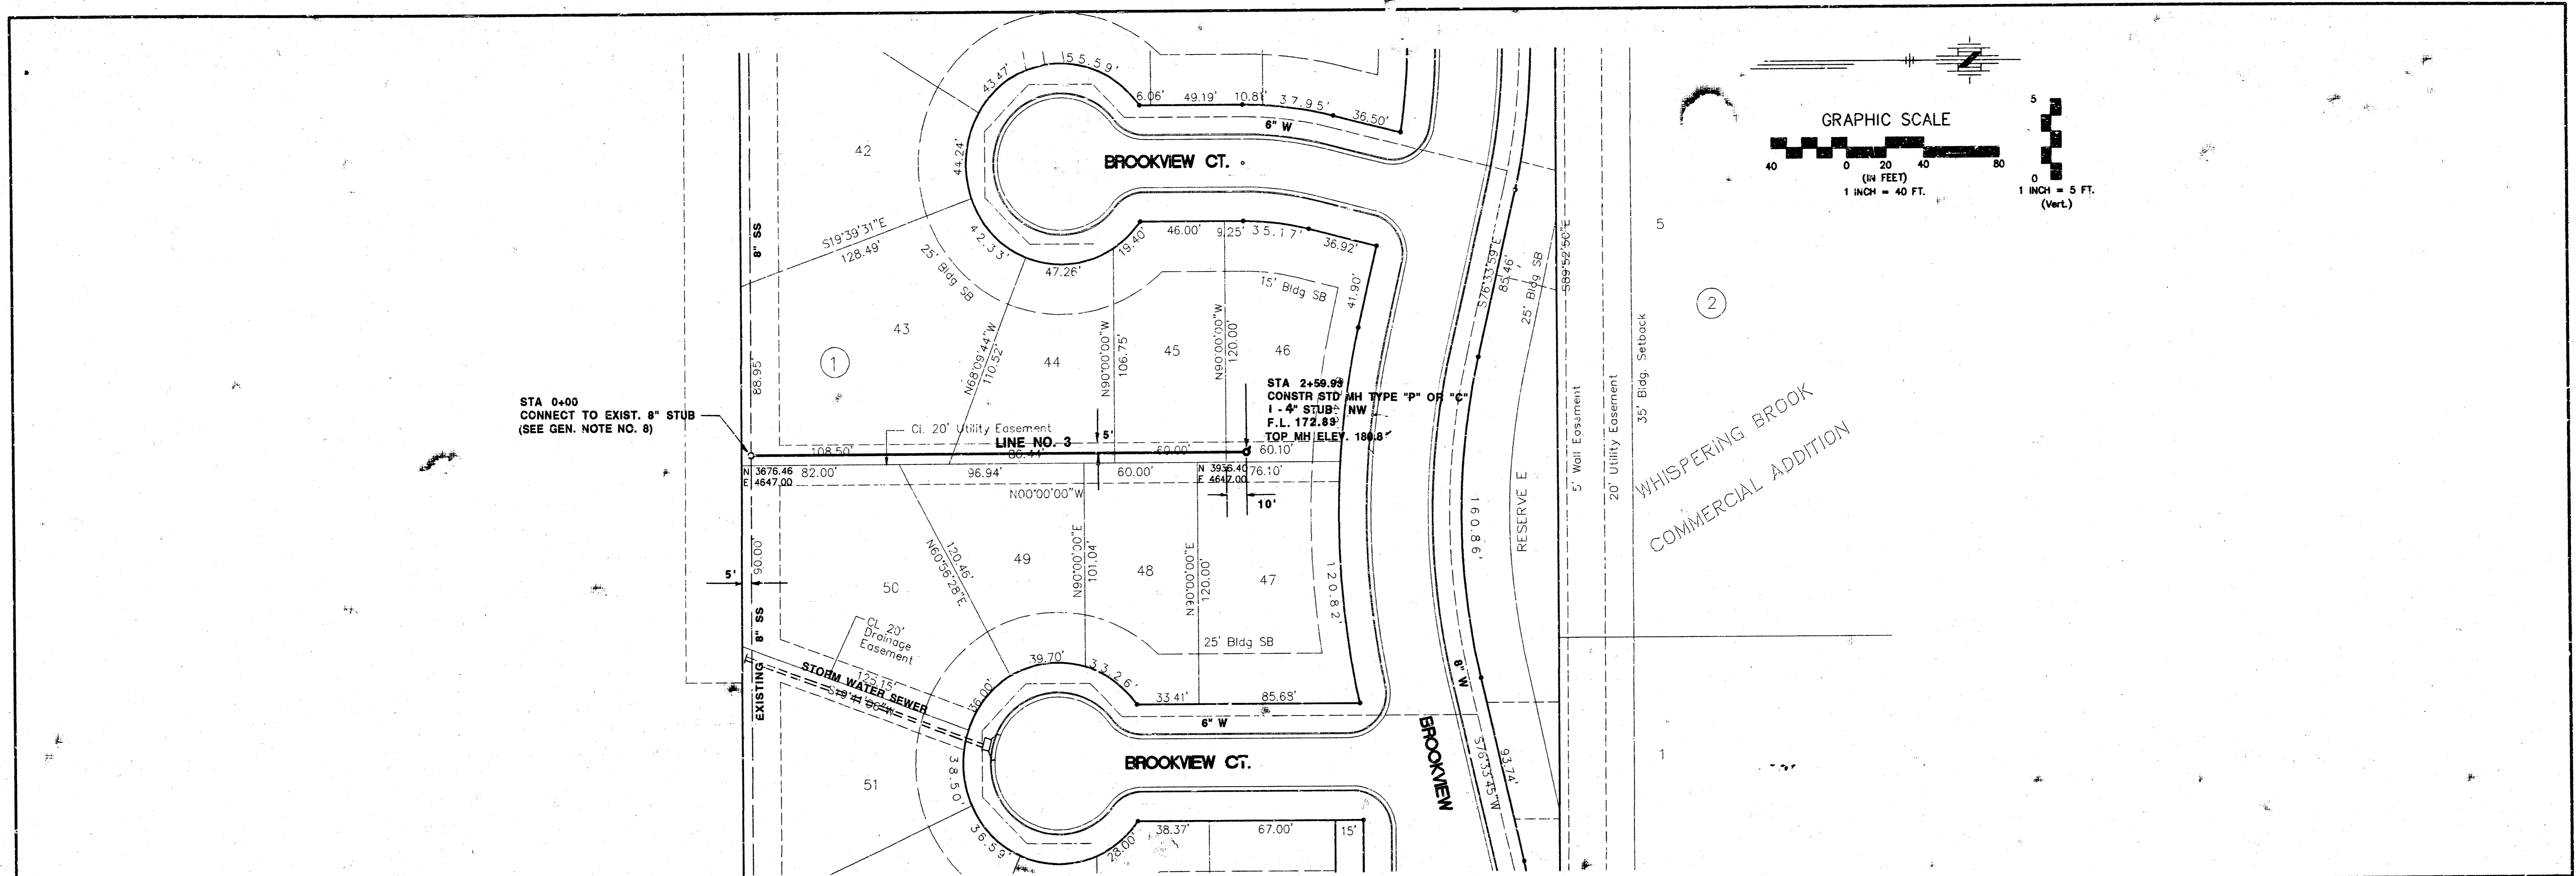 55.59'
43.47'
6.06'
49.19'
10.81'
37.95'
36.50'
6" W
BROOKVIEW CT.
42
44.24'
GRAPHIC SCALE
40
0
20
40
80
(IN FEET)
1 INCH = 40 FT.
5
0
1 INCH = 5 FT.
(Vert.)
8" SS
S19°39'31"E
128.49'
42.33'
25' Bldg SB
47.26'
19.40'
46.00'
9.25'
35.17'
36.92'
15' Bldg SB
41.90'
S76°33'59"E
85.46'
25' Bldg SB
S89°52'50"E
5
2
35' Bldg. Setback
43
1
88.95'
N68°09'44"W
110.52'
44
N90°00'00"W
106.75'
45
N90°00'00"W
120.00'
46
STA 0+00
CONNECT TO EXIST. 8" STUB
(SEE GEN. NOTE NO. 8)
STA 2+59.93
CONSTR STD MH TYPE "P" OR "C"
1 - 4" STUB NW
F.L. 172.83
TOP MH ELEV.
CL 20' Utility Easement
LINE NO. 3
5'
108.50'
86.44'
60.00'
60.10'
N 3676.46
E 4647.00
82.00'
96.94'
60.00'
N 3936.40
E 4647.00
76.10'
N00°00'00"W
10'
5' Wall Easment
20' Utility Easement
WHISPERING BROOK
COMMERCIAL ADDITION
160.86'
RESERVE E
5'
90.00'
50
120.46'
N60°56'28"E
49
N90°00'00"E
101.04'
48
N90°00'00"E
120.00'
47
120.82'
CL 20'
Drainage
Easement
EXISTING 8" SS
STORM WATER SEWER
125.15'
S19°41'06"W
36.00'
39.70'
33.26'
25' Bldg SB
33.41'
85.63'
6" W
8" W
BROOKVIEW CT.
BROOKVIEW
S76°33'45"W
93.74'
1
51
38.50'
36.59'
28.00'
38.37'
67.00'
15'